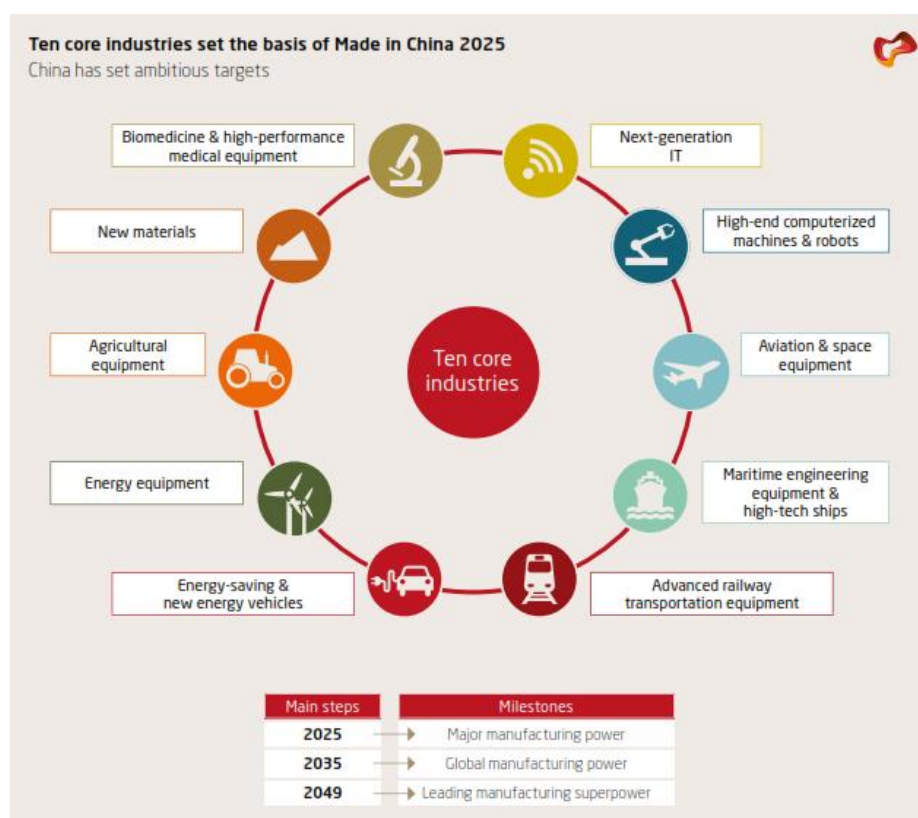 Ten core industries set the basis of Made in China 2025
China has set ambitious targets
Biomedicine & high-performance
medical equipment
Next-generation
IT
New materials
High-end computerized
machines & robots
Agricultural
equipment
Ten core
industries
Aviation & space
equipment
Energy equipment
Maritime engineering
equipment &
high-tech ships
Energy-saving &
new energy vehicles
Advanced railway
transportation equipment
Main steps
Milestones
2025
Major manufacturing power
2035
Global manufacturing power
2049
Leading manufacturing superpower